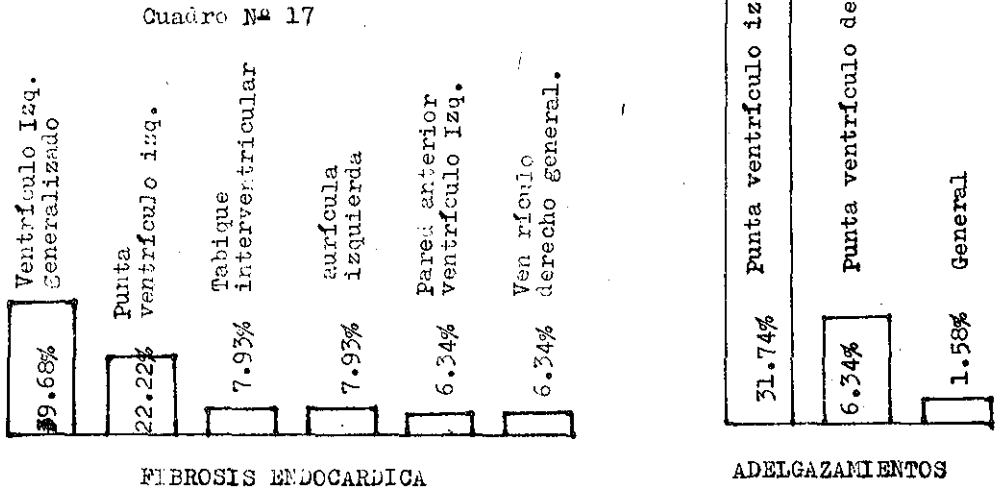 Cuadro Nº 17
Ventrículo Izq.
generalizado
39.68%
Punta
ventrículo izq.
22.22%
Tabique
interventricular
7.93%
aurícula
izquierda
7.93%
Pared anterior
ventrículo Izq.
6.34%
Ven rículo
derecho general.
6.34%
FIBROSIS ENDOCARDICA
Punta ventrículo iz
31.74%
Punta ventrículo de
6.34%
General
1.58%
ADELGAZAMIENTOS